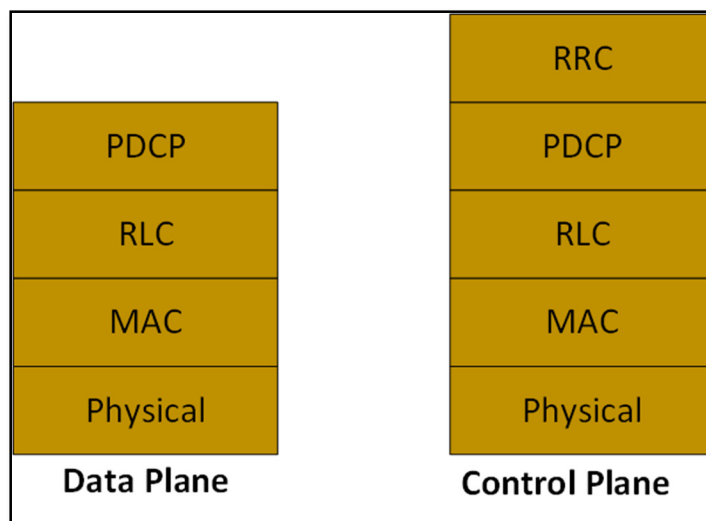 PDCP
RLC
MAC
Physical
Data Plane
RRC
PDCP
RLC
MAC
Physical
Control Plane